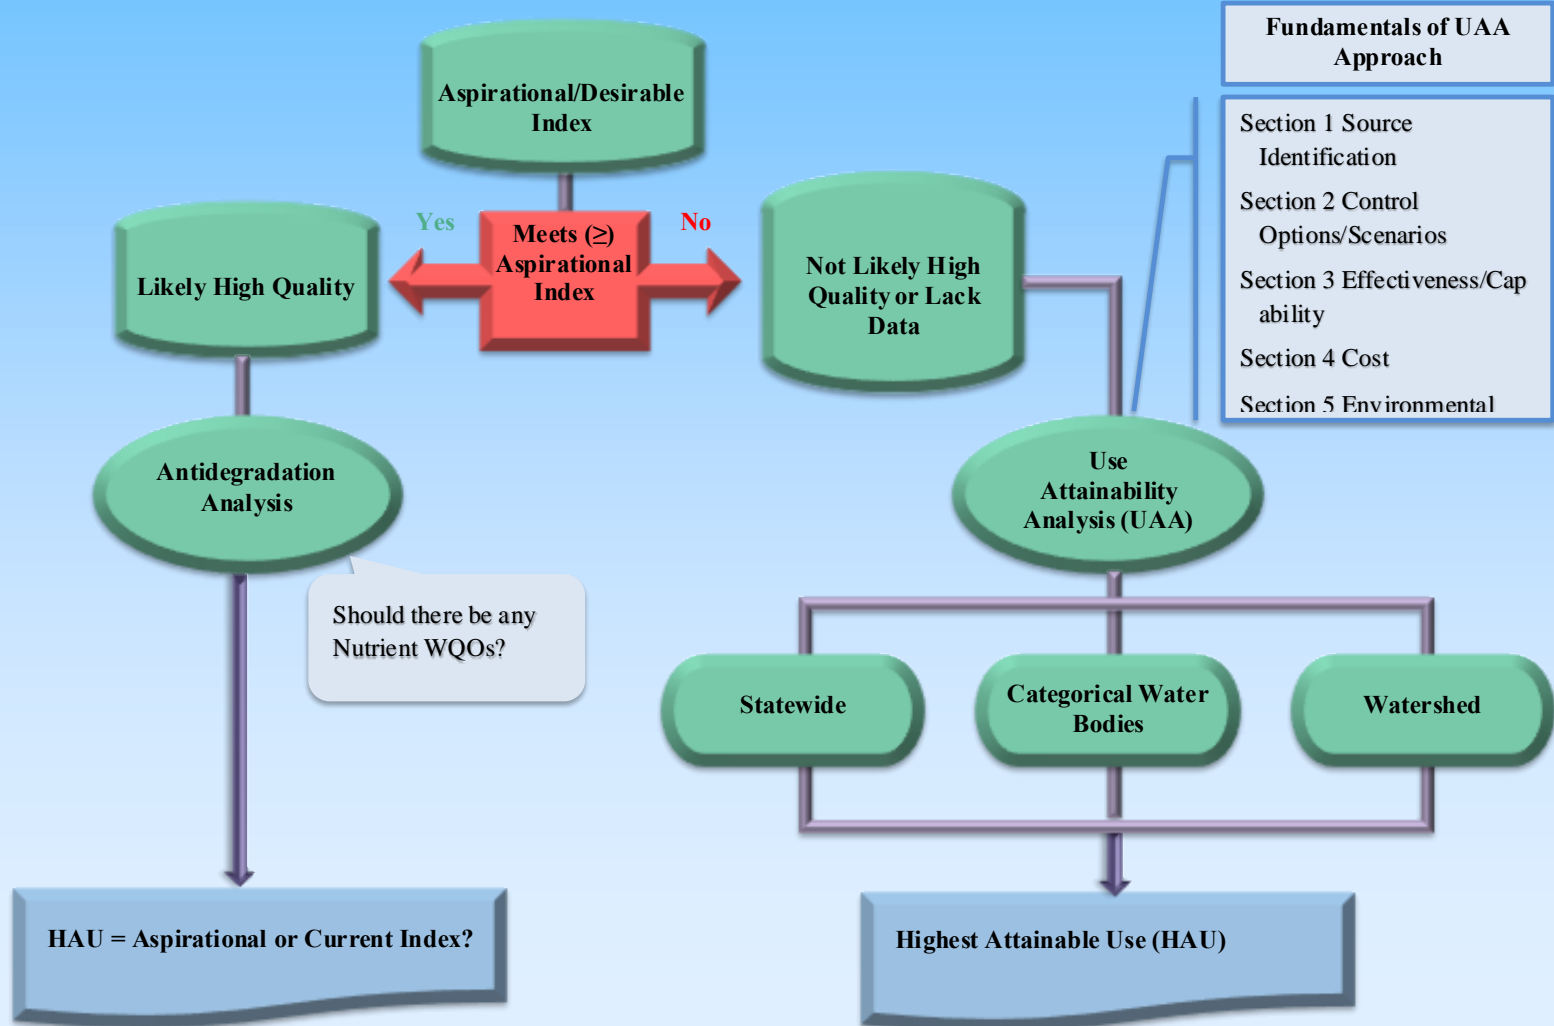 Fundamentals of UAA
Approach
Aspirational/Desirable
Index
Section 1 Source
Identification
Section 2 Control
Options/Scenarios
Section 3 Effectiveness/Cap
ability
Section 4 Cost
Section 5 Environmental
Yes
Meets (≥)
Aspirational
Index
No
Likely High Quality
Not Likely High
Quality or Lack
Data
Antidegradation
Analysis
Use
Attainability
Analysis (UAA)
Should there be any
Nutrient WQOs?
Statewide
Categorical Water
Bodies
Watershed
HAU = Aspirational or Current Index?
Highest Attainable Use (HAU)